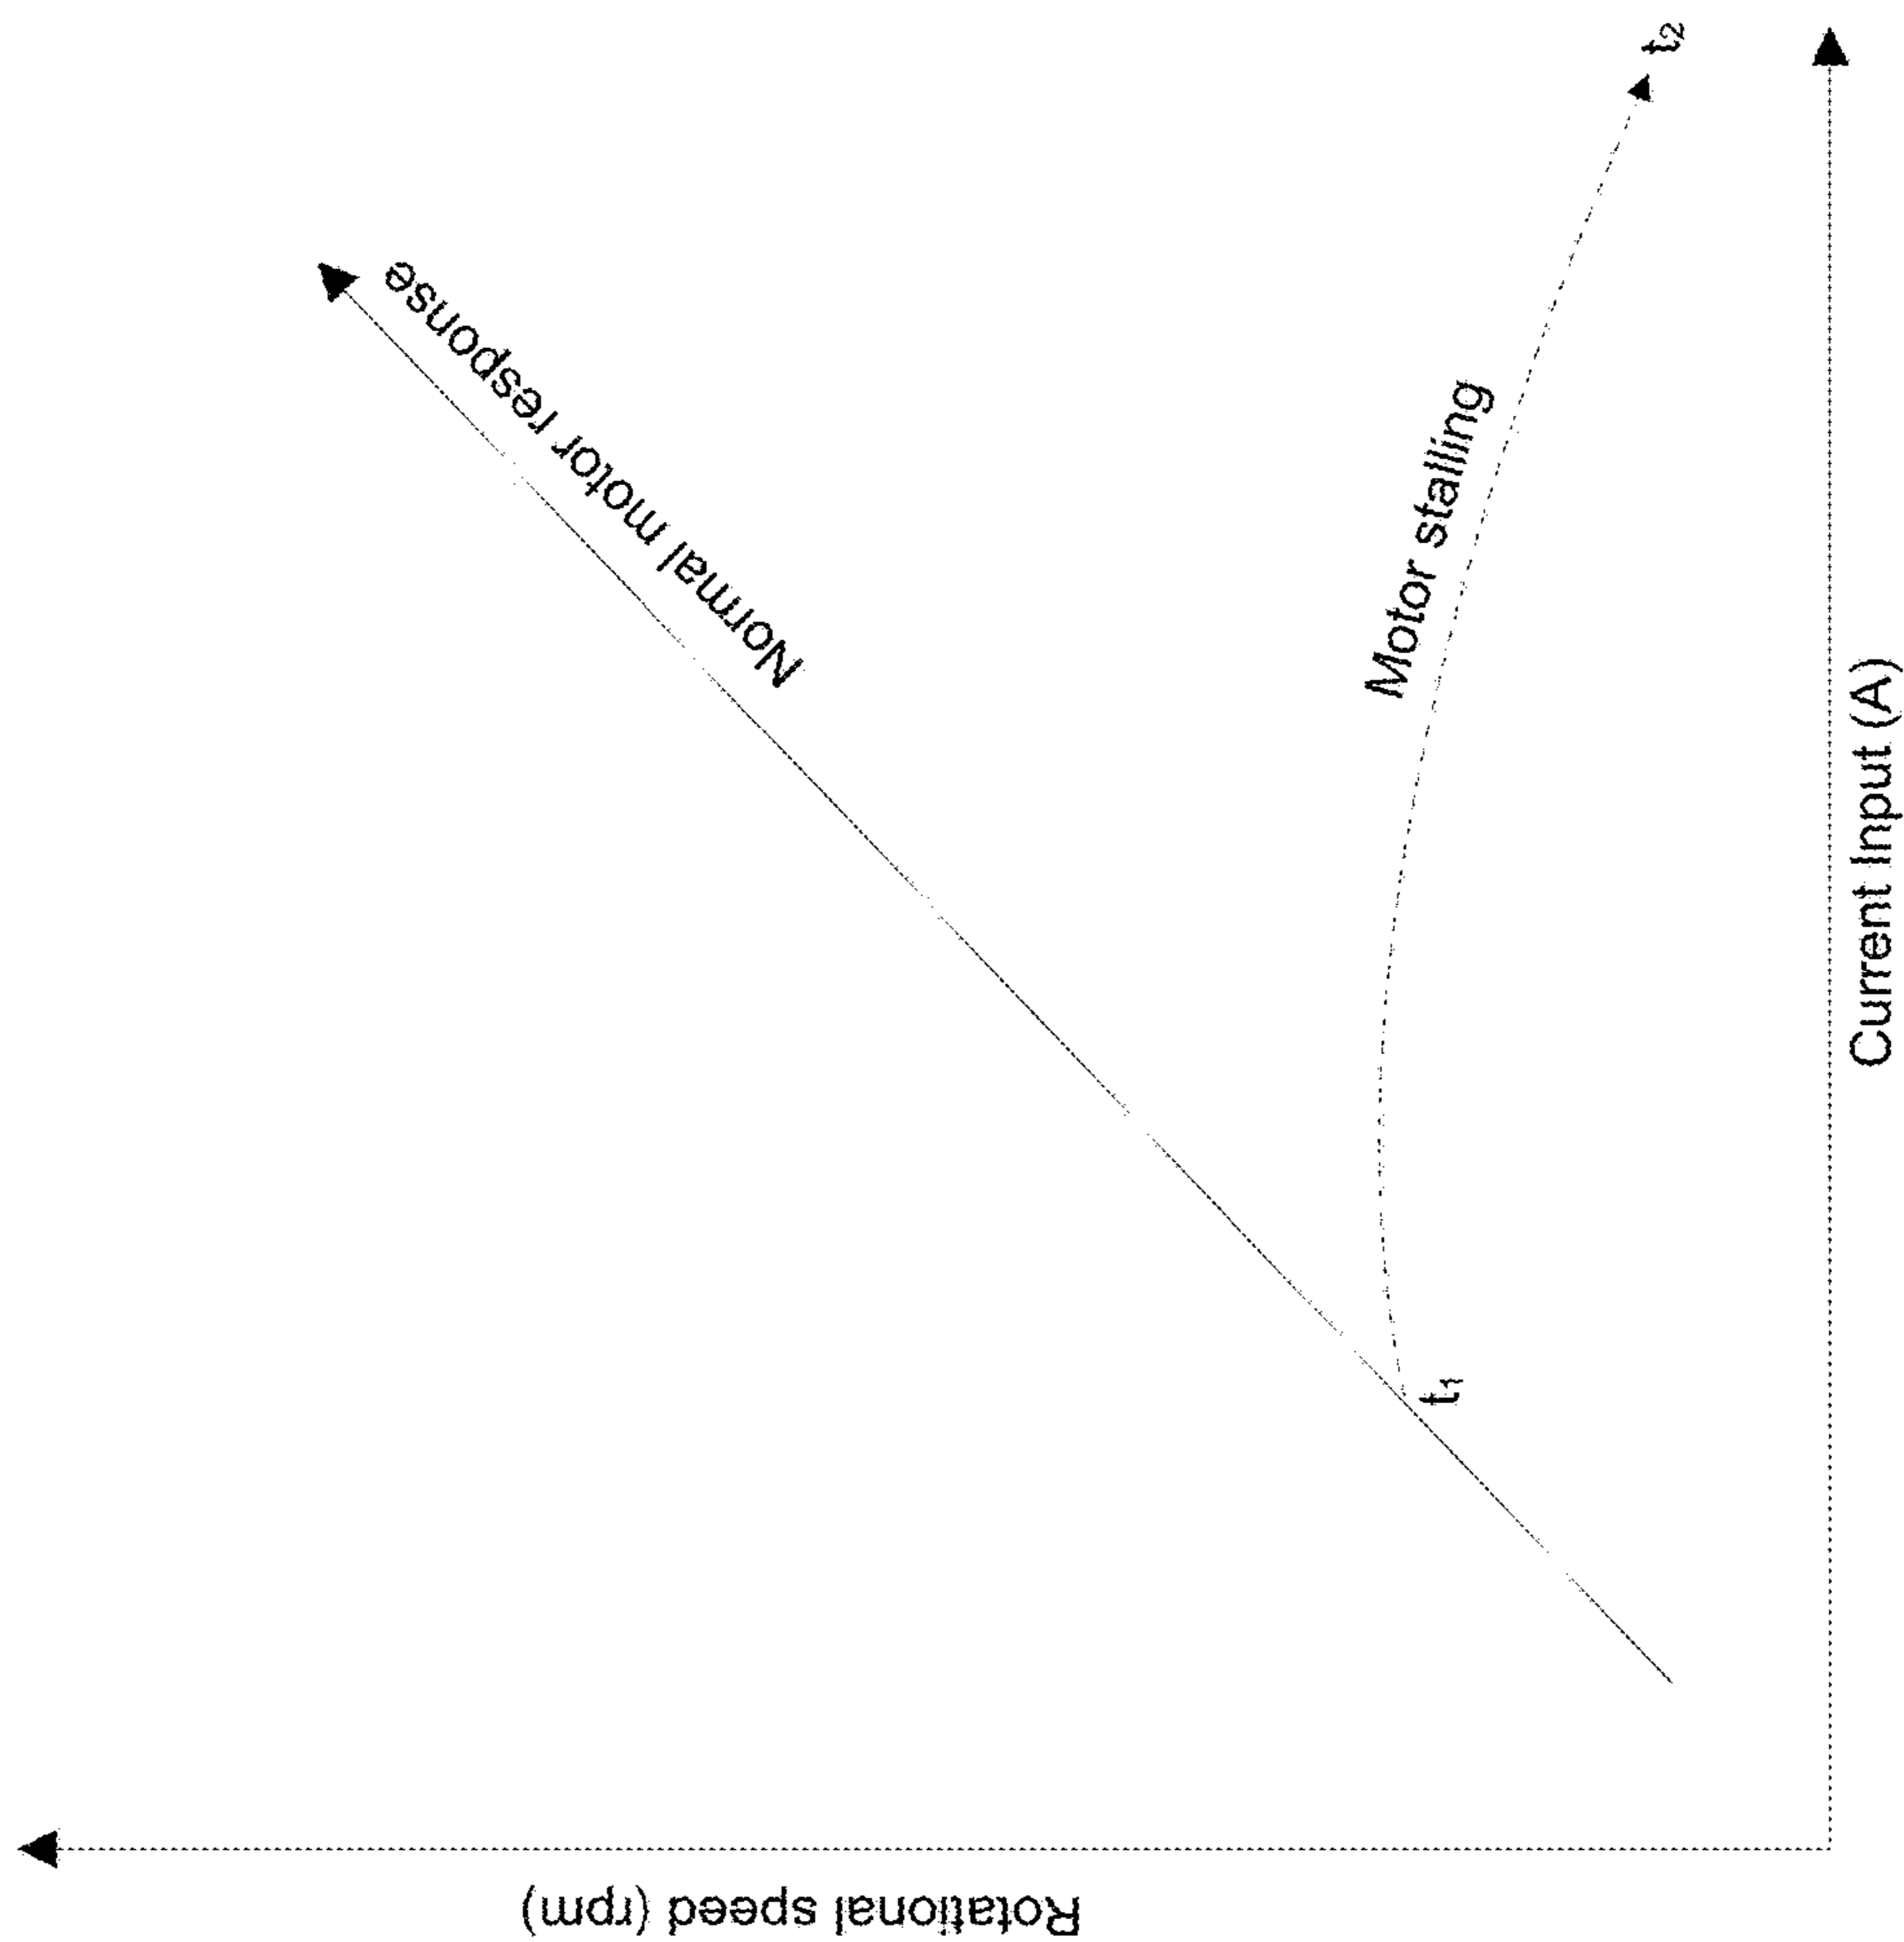 Rotational speed (rpm)
Normal motor response
Motor stalling
t₁
t₂
Current Input (A)